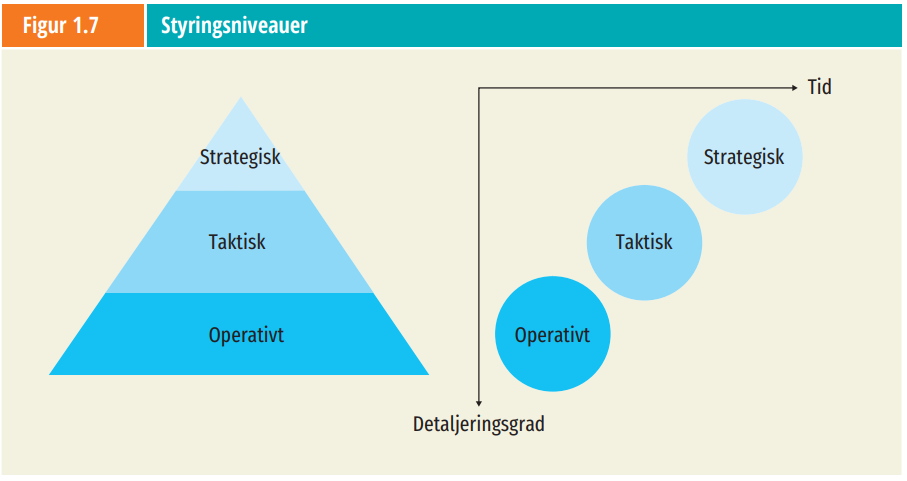 Figur 1.7
Styringsniveauer
Strategisk
Taktisk
Operativt
Tid
Strategisk
Taktisk
Operativt
Detaljeringsgrad